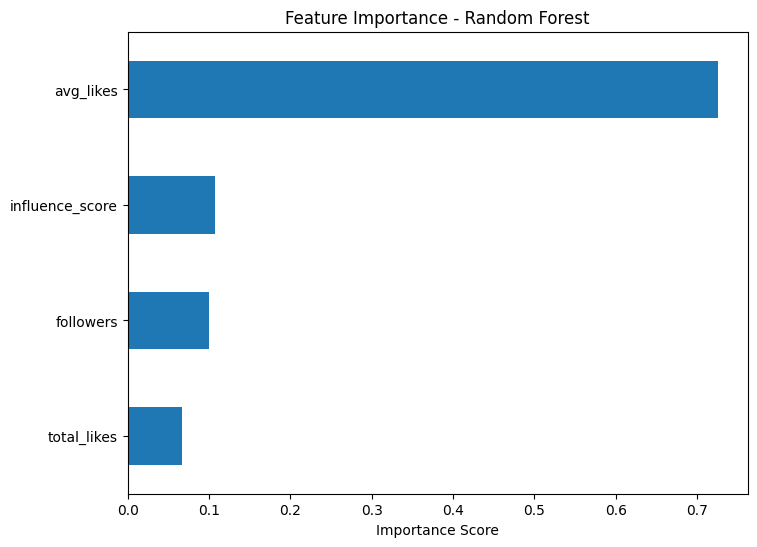 Feature Importance - Random Forest
avg_likes
influence_score
followers
total_likes
0.0 0.1 0.2 0.3 0.4 0.5 0.6 0.7
Importance Score